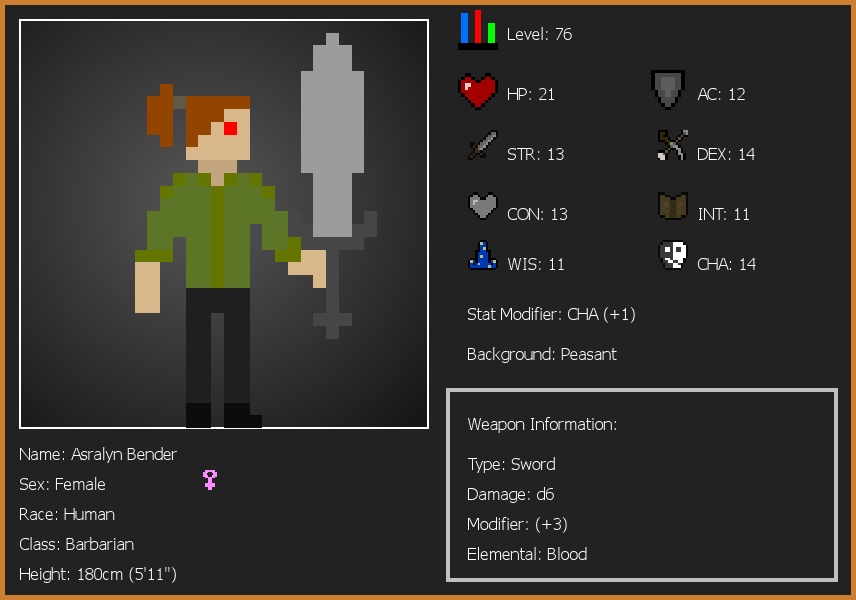 Level: 76
HP: 21
AC: 12
STR: 13
DEX: 14
CON: 13
INT: 11
WIS: 11
CHA: 14
Stat Modifier: CHA (+1)
Background: Peasant
Weapon Information:
Type: Sword
Damage: d6
Modifier: (+3)
Elemental: Blood
Name: Asralyn Bender
Sex: Female
Race: Human
Class: Barbarian
Height: 180cm (5'11")